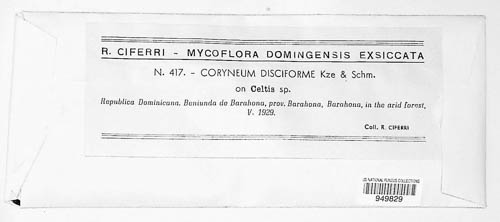 R. CIFERRI - MYCOFLORA DOMINGENSIS EXSICCATA
N. 417. - CORYNEUM DISCIFORME Kze & Schm.
on Celtis sp.
Republica Dominicana, Baniunda de Barahona, prov. Barahona, Barahona, in the arid forest,
V. 1929.
Coll. R. CIFERRI
US NATIONAL FUNGUS COLLECTIONS
949829